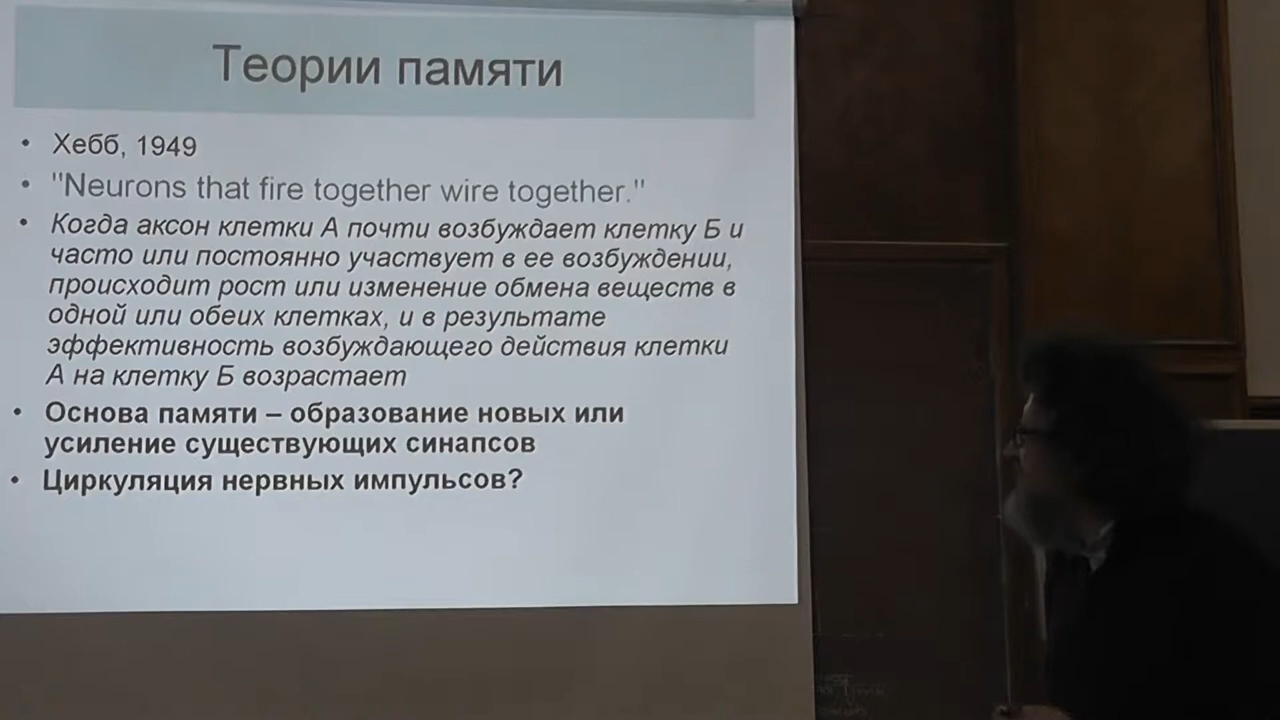 Теории памяти
• Хебб, 1949
• "Neurons that fire together wire together."
• Когда аксон клетки А почти возбуждает клетку Б и
часто или постоянно участвует в ее возбуждении,
происходит рост или изменение обмена веществ в
одной или обеих клетках, и в результате
эффективность возбуждающего действия клетки
А на клетку Б возрастает
• Основа памяти – образование новых или
усиление существующих синапсов
• Циркуляция нервных импульсов?